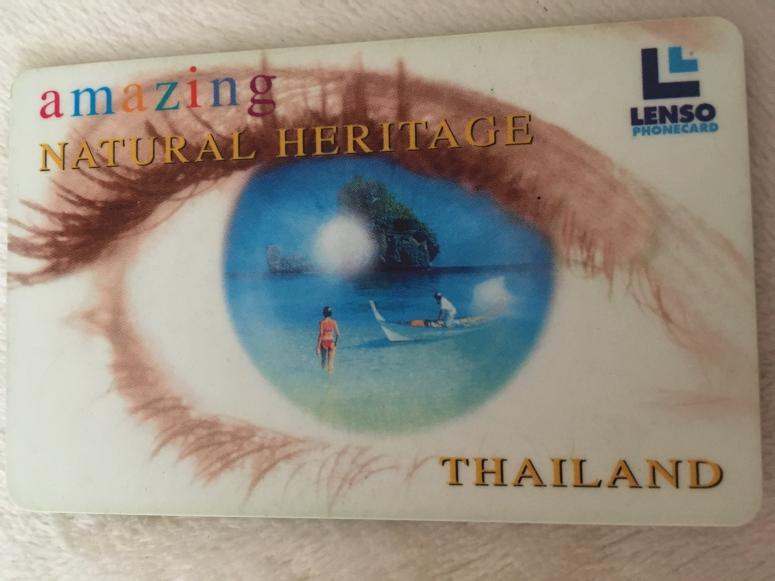 amazing
NATURAL HERITAGE
LENSO
PHONECARD
THAILAND